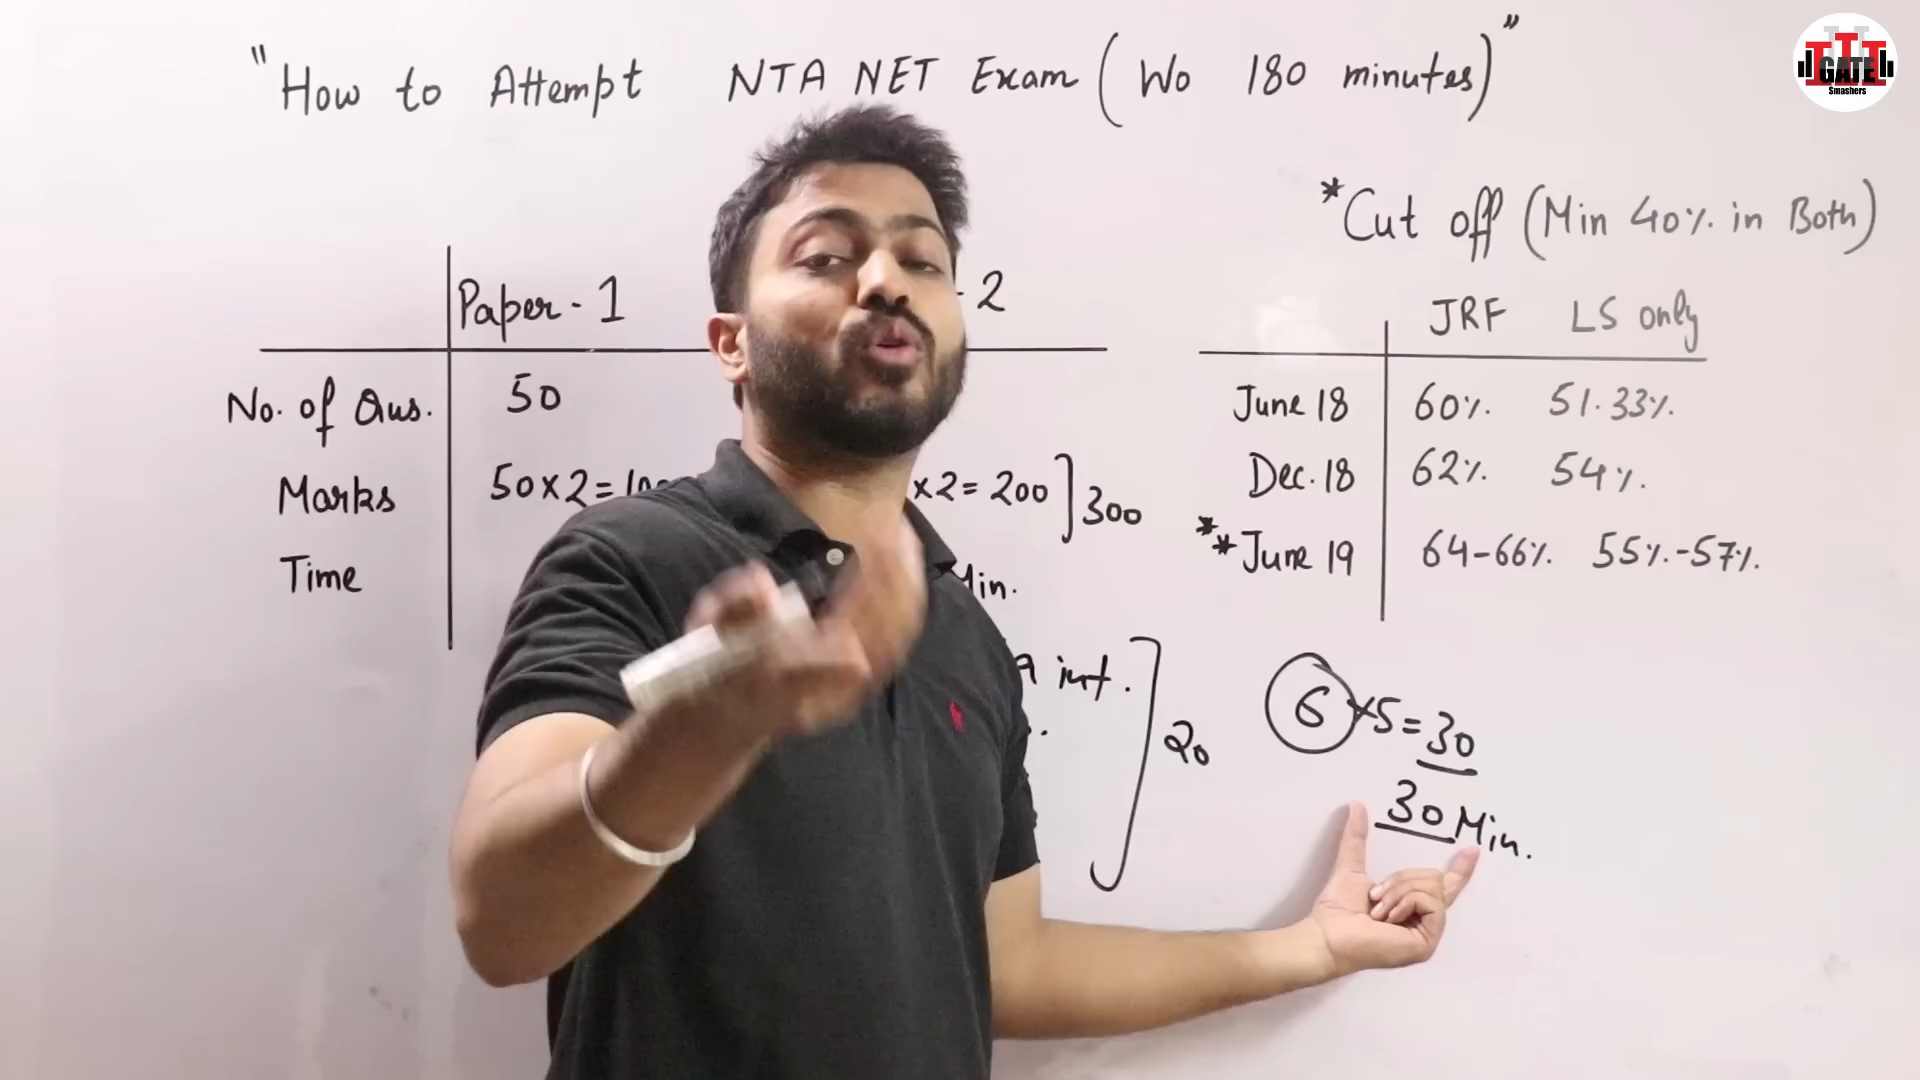 "How to Attempt NTA NET Exam (Wo 180 minutes)"
GATE
Smashers
*Cut off (Min 40% in Both)
Paper-1 -2
No. of Qus. 50
Marks 50×2= ×2=200] 300
Time Min.
int. ] 20
JRF LS only
June 18 60% 51.33%
Dec. 18 62% 54%
**June 19 64-66% 55%-57%
6×5=30
30 Min.